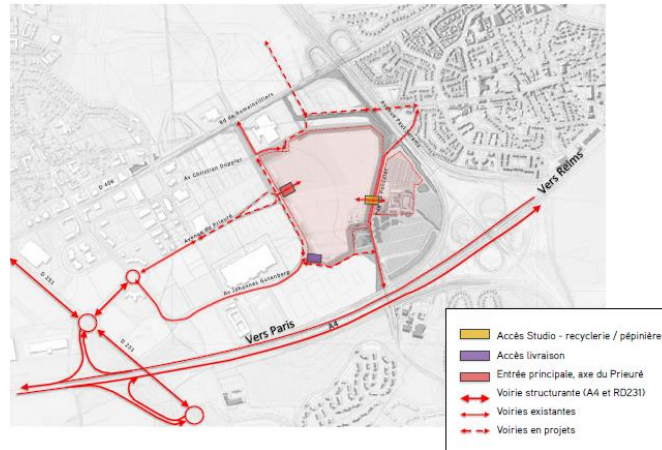 Bd de Romainvilliers
Av Christian Doppler
D 406
Avenue du Prieuré
Av Johannes Gutenberg
D 231
D 231
Vers Paris
A4
Vers Reims
Accès Studio - recyclerie / pépinière
Accès livraison
Entrée principale, axe du Prieuré
Voirie structurante (A4 et RD231)
Voiries existantes
Voiries en projets